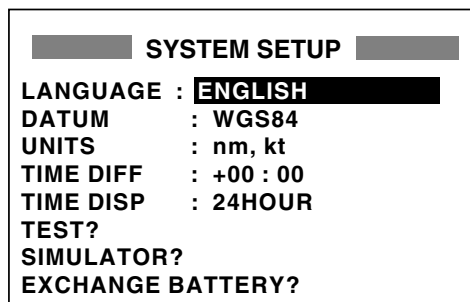 SYSTEM SETUP
LANGUAGE : ENGLISH
DATUM : WGS84
UNITS : nm, kt
TIME DIFF : +00 : 00
TIME DISP : 24HOUR
TEST?
SIMULATOR?
EXCHANGE BATTERY?